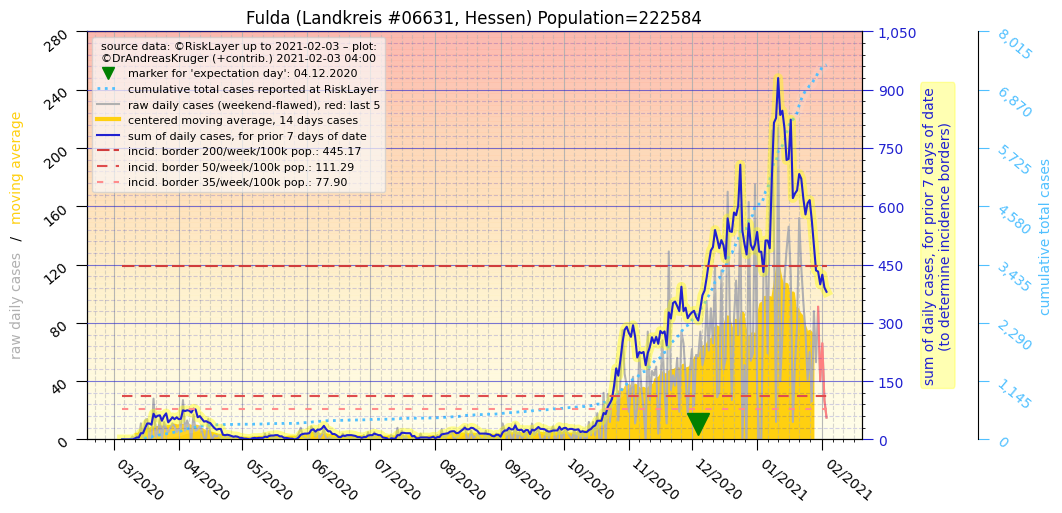 Fulda (Landkreis #06631, Hessen) Population=222584
source data: ©RiskLayer up to 2021-02-03 – plot:
©DrAndreasKruger (+contrib.) 2021-02-03 04:00
marker for 'expectation day': 04.12.2020
cumulative total cases reported at RiskLayer
raw daily cases (weekend-flawed), red: last 5
centered moving average, 14 days cases
sum of daily cases, for prior 7 days of date
incid. border 200/week/100k pop.: 445.17
incid. border 50/week/100k pop.: 111.29
incid. border 35/week/100k pop.: 77.90
raw daily cases / moving average
280
240
200
160
120
80
40
0
03/2020
04/2020
05/2020
06/2020
07/2020
08/2020
09/2020
10/2020
11/2020
12/2020
01/2021
02/2021
1,050
900
750
600
450
300
150
0
sum of daily cases, for prior 7 days of date
(to determine incidence borders)
8,015
6,870
5,725
4,580
3,435
2,290
1,145
0
cumulative total cases